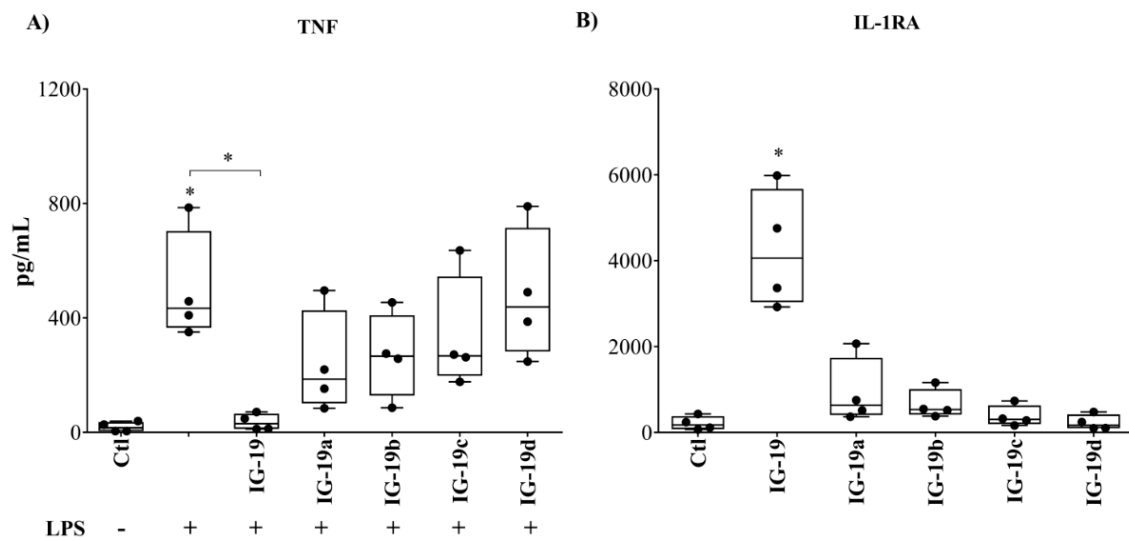 A) TNF
1200
800
400
0
pg/mL
*
*
Ctl
IG-19
IG-19a
IG-19b
IG-19c
IG-19d
LPS - + + + + + +
B) IL-1RA
8000
6000
4000
2000
0
*
Ctl
IG-19
IG-19a
IG-19b
IG-19c
IG-19d